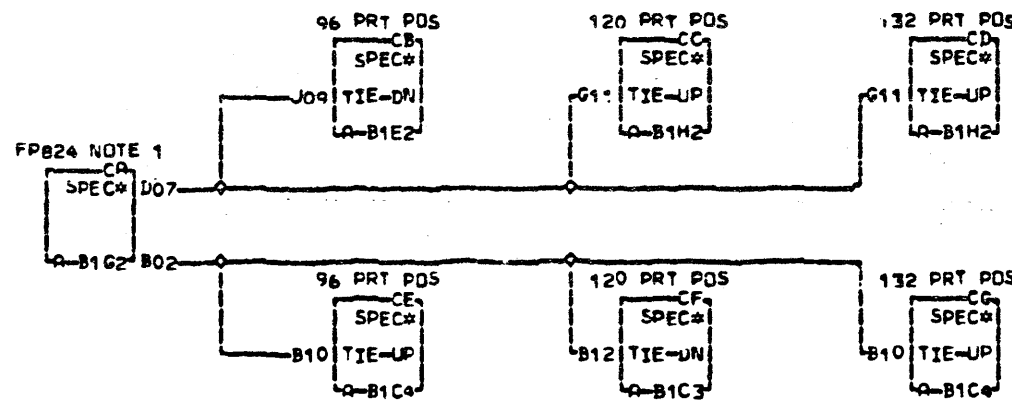 96 PRT POS 120 PRT POS 132 PRT POS
CB CC CD
SPEC* SPEC* SPEC*
J09 TIE-DN G11 TIE-UP G11 TIE-UP
A-B1E2 A-B1H2 A-B1H2
FP824 NOTE 1
CA
SPEC* D07
A-B1G2 B02
96 PRT POS 120 PRT POS 132 PRT POS
CE CF CG
SPEC* SPEC* SPEC*
B10 TIE-UP B12 TIE-DN B10 TIE-UP
A-B1C4 A-B1C3 A-B1C4